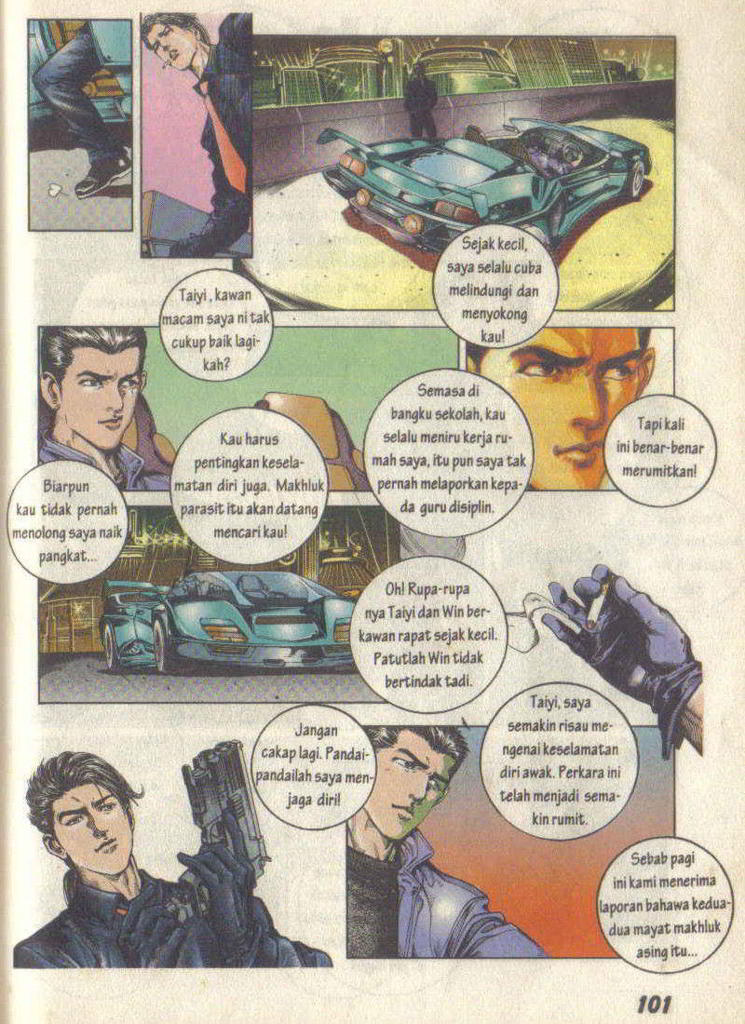 Sejak kecil,
saya selalu cuba
melindungi dan
menyokong
kau!
Taiyi, kawan
macam saya ni tak
cukup baik lagi-
kah?
Semasa di
bangku sekolah, kau
selalu meniru kerja ru-
mah saya, itu pun saya tak
pernah melaporkan kepa-
da guru disiplin.
Tapi kali
ini benar-benar
merumitkan!
Kau harus
pentingkan kesela-
matan diri juga. Makhluk
parasit itu akan datang
mencari kau!
Biarpun
kau tidak pernah
menolong saya naik
pangkat...
Oh! Rupa-rupa
nya Taiyi dan Win ber-
kawan rapat sejak kecil.
Patutlah Win tidak
bertindak tadi.
Taiyi, saya
semakin risau me-
ngenai keselamatan
diri awak. Perkara ini
telah menjadi sema-
kin rumit.
Jangan
cakap lagi. Pandai-
pandailah saya men-
jaga diri!
Sebab pagi
ini kami menerima
laporan bahawa kedua-
dua mayat makhluk
asing itu...
101